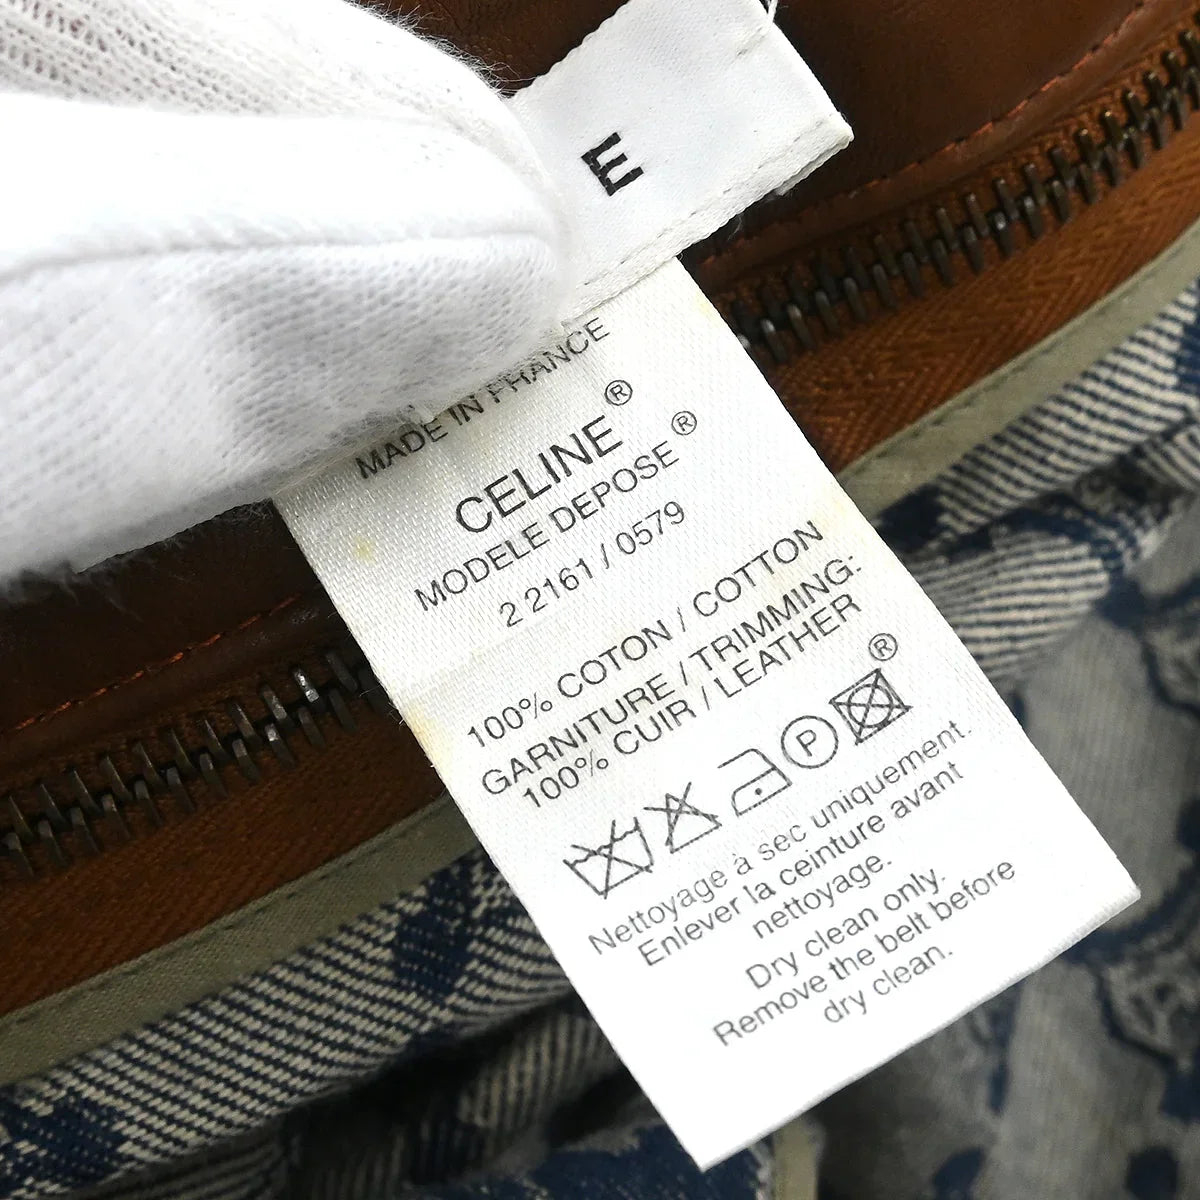 E
MADE IN FRANCE
CELINE®
MODELE DEPOSE®
2 2161 / 0579
100% COTON / COTTON
GARNITURE / TRIMMING:
100% CUIR / LEATHER
®
P
Nettoyage à sec uniquement.
Enlever la ceinture avant
nettoyage.
Dry clean only.
Remove the belt before
dry clean.